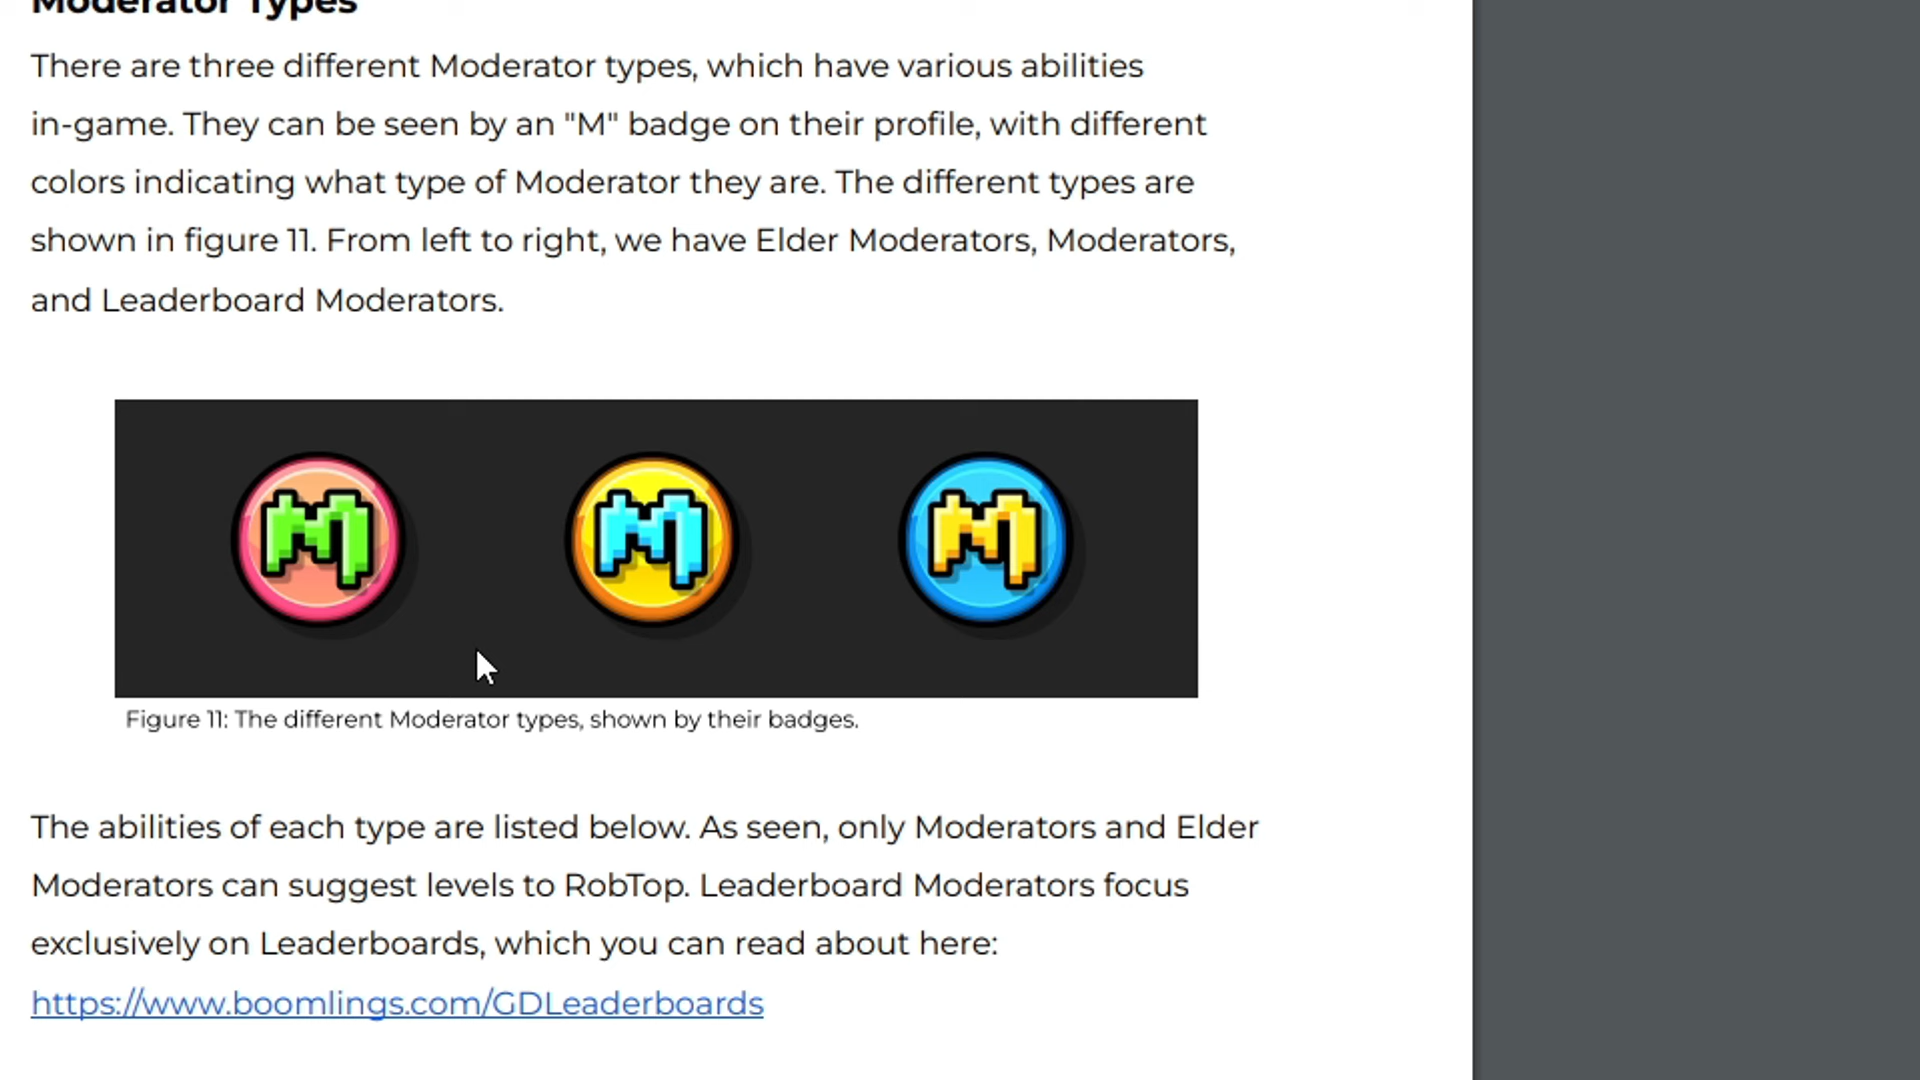 Moderator Types
There are three different Moderator types, which have various abilities
in-game. They can be seen by an "M" badge on their profile, with different
colors indicating what type of Moderator they are. The different types are
shown in figure 11. From left to right, we have Elder Moderators, Moderators,
and Leaderboard Moderators.
M M M
Figure 11: The different Moderator types, shown by their badges.
The abilities of each type are listed below. As seen, only Moderators and Elder
Moderators can suggest levels to RobTop. Leaderboard Moderators focus
exclusively on Leaderboards, which you can read about here:
https://www.boomlings.com/GDLeaderboards